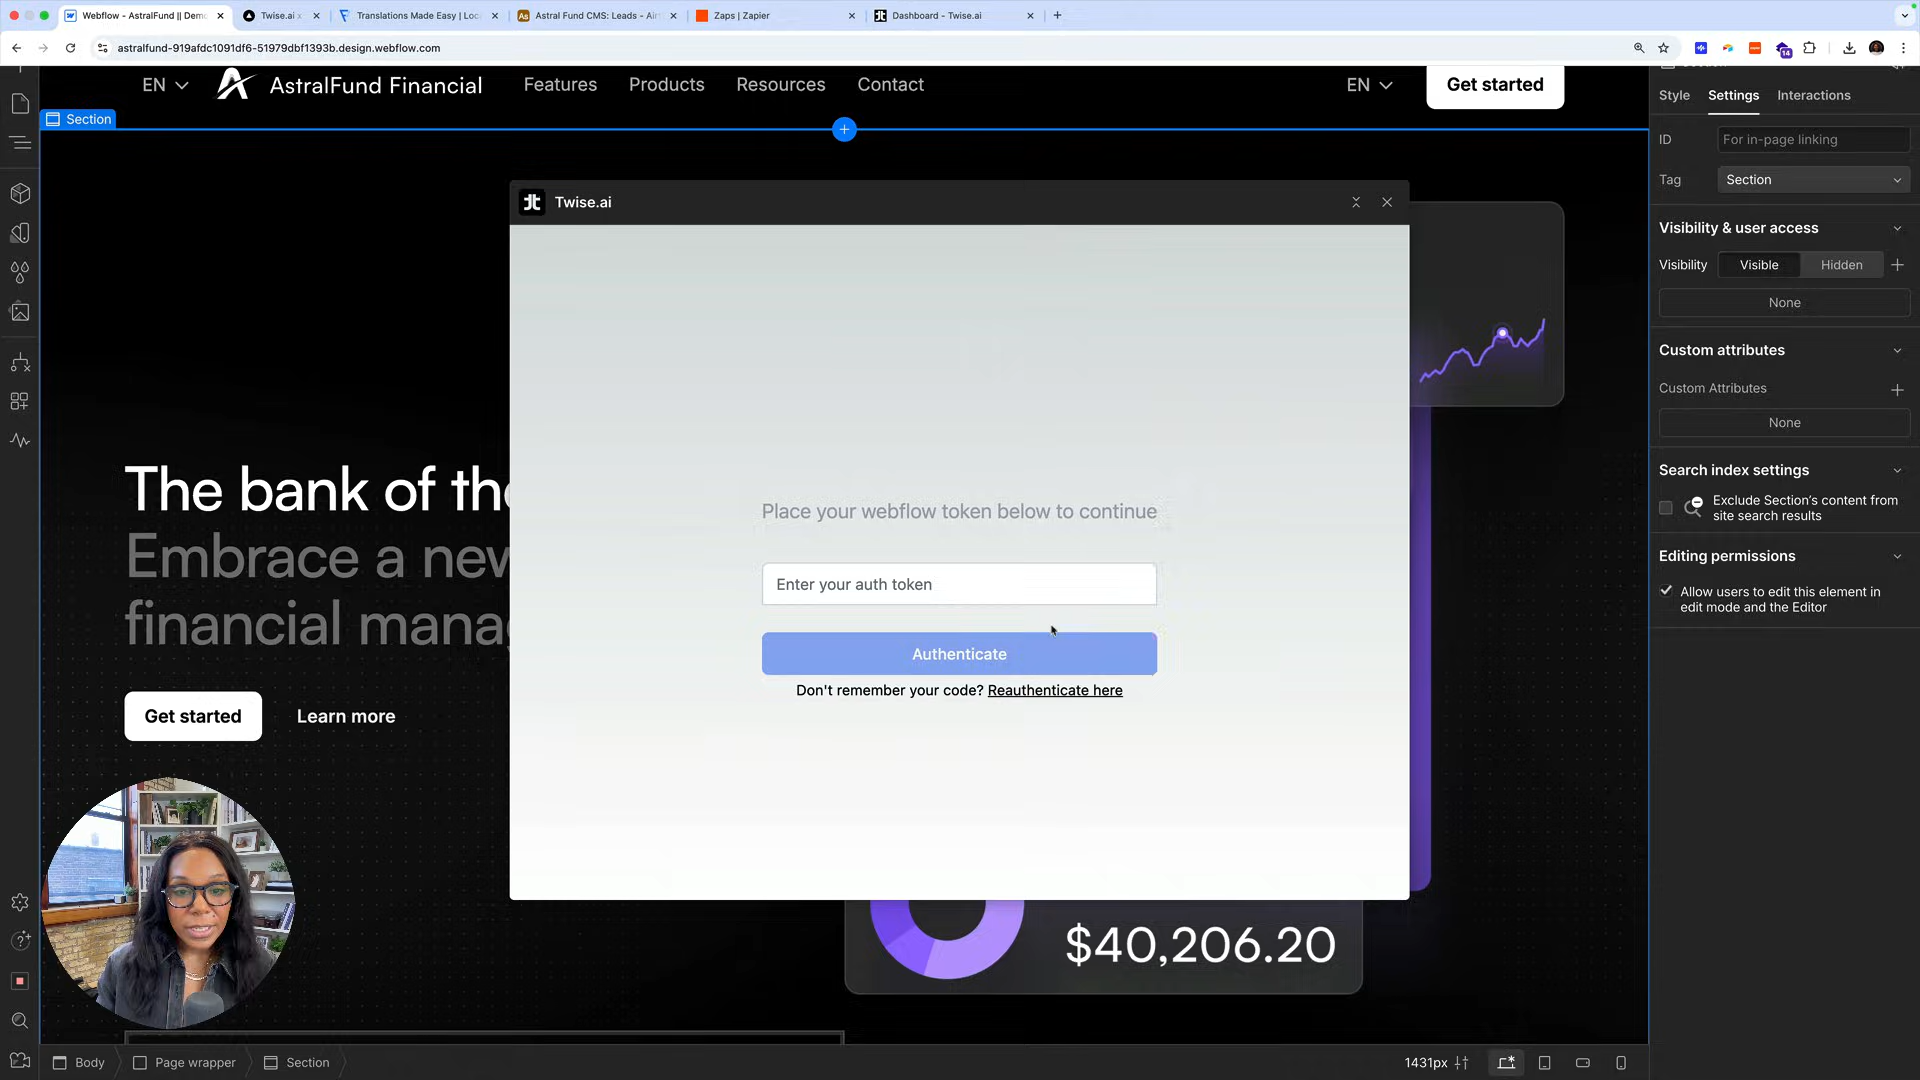 Webflow - AstralFund || Dem
Twise.ai
Translations Made Easy | Loc
Astral Fund CMS: Leads - Air
Zaps | Zapier
Dashboard - Twise.ai
astralfund-919afdc1091df6-51979dbf1393b.design.webflow.com
14
EN
AstralFund Financial
Features
Products
Resources
Contact
EN
Get started
Style
Settings
Interactions
Section
ID
For in-page linking
Tag
Section
Twise.ai
Visibility & user access
Visibility
Visible
Hidden
None
Custom attributes
Custom Attributes
None
Search index settings
Exclude Section's content from
site search results
Editing permissions
Allow users to edit this element in
edit mode and the Editor
The bank of the
Embrace a new
financial mana
Get started
Learn more
Place your webflow token below to continue
Enter your auth token
Authenticate
Don't remember your code? Reauthenticate here
$40,206.20
Body
Page wrapper
Section
1431px